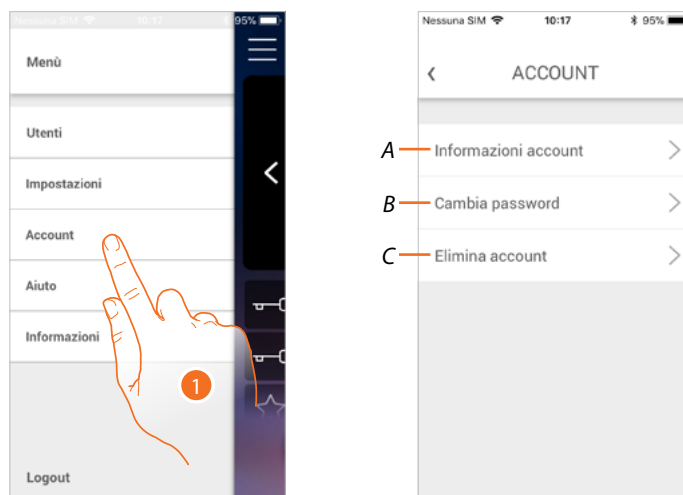 Nessuna SIM 10:17 95%
Menù
Utenti
Impostazioni
Account
Aiuto
Informazioni
1
Logout
Nessuna SIM 10:17 95%
ACCOUNT
A Informazioni account
B Cambia password
C Elimina account